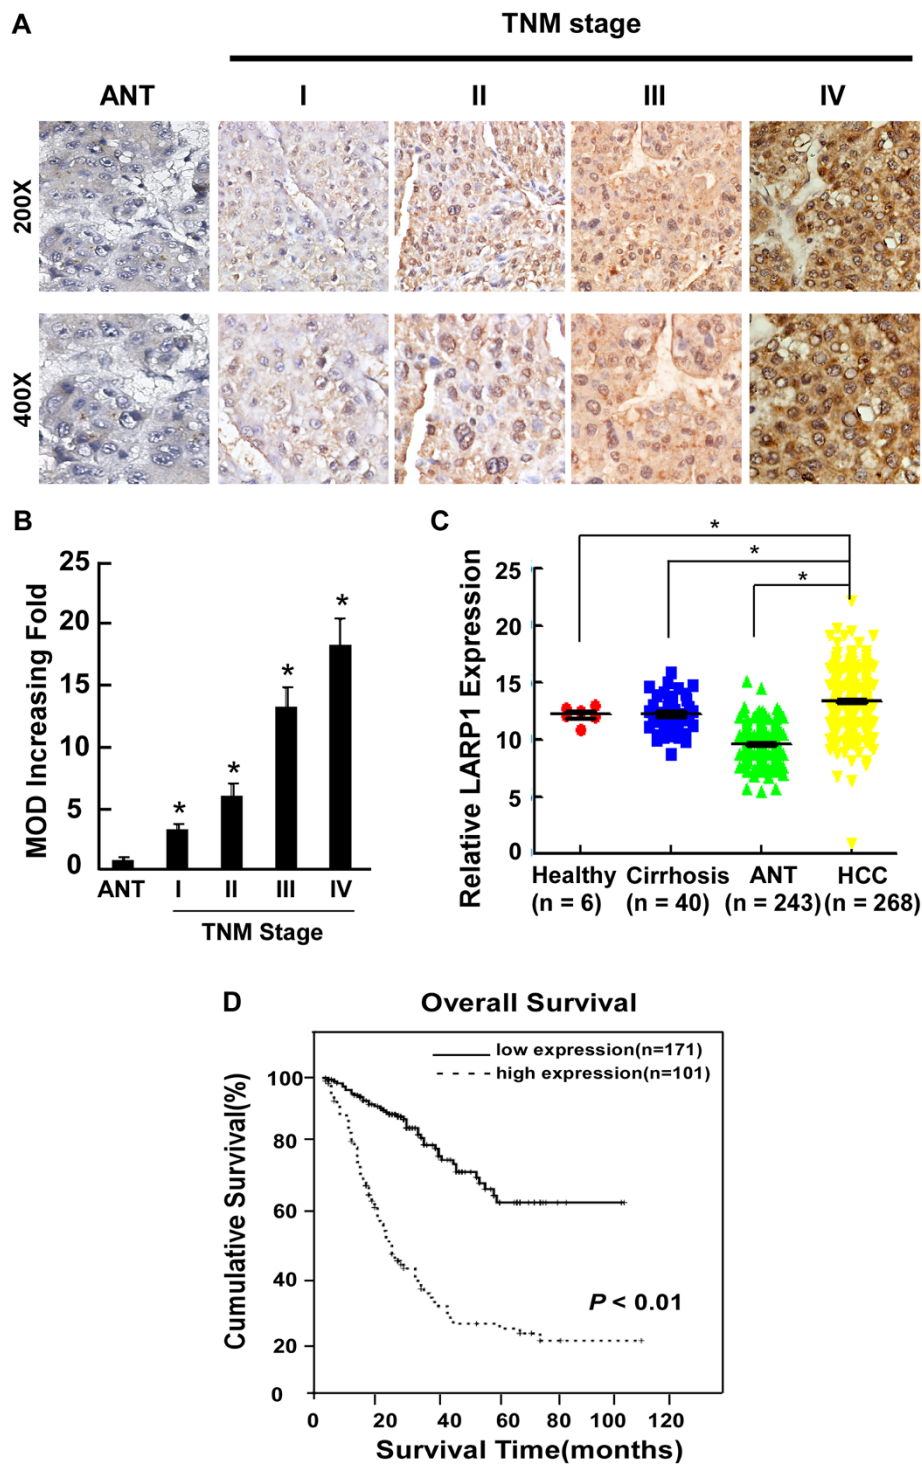 A
TNM stage
ANT I II III IV
200X
400X
B
MOD Increasing Fold
25
20
15
10
5
0
* * * *
ANT I II III IV
TNM Stage
C
Relative LARP1 Expression
25
20
15
10
5
0
*
*
*
Healthy Cirrhosis ANT HCC
(n = 6) (n = 40) (n = 243) (n = 268)
D
Overall Survival
low expression(n=171)
high expression(n=101)
Cumulative Survival(%)
100
80
60
40
20
0
P < 0.01
0 20 40 60 80 100 120
Survival Time(months)